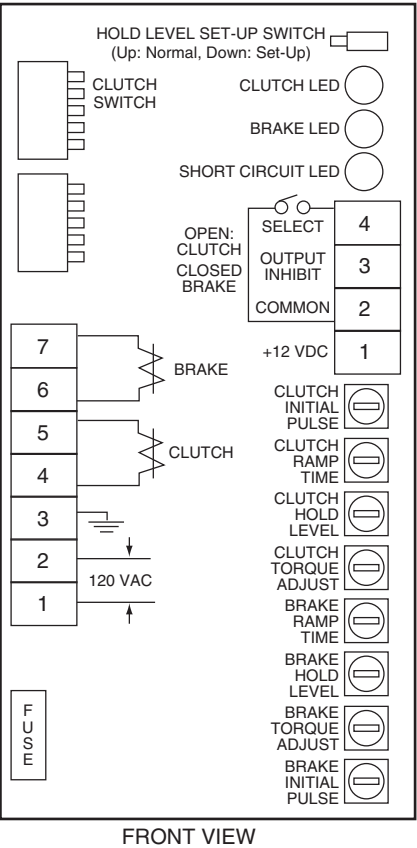 HOLD LEVEL SET-UP SWITCH
(Up: Normal, Down: Set-Up)
CLUTCH
SWITCH
CLUTCH LED
BRAKE LED
SHORT CIRCUIT LED
OPEN:
CLUTCH
CLOSED
BRAKE
SELECT
4
OUTPUT
INHIBIT
3
COMMON
2
+12 VDC
1
7
6
BRAKE
5
4
CLUTCH
3
2
120 VAC
1
CLUTCH
INITIAL
PULSE
CLUTCH
RAMP
TIME
CLUTCH
HOLD
LEVEL
CLUTCH
TORQUE
ADJUST
BRAKE
RAMP
TIME
BRAKE
HOLD
LEVEL
BRAKE
TORQUE
ADJUST
BRAKE
INITIAL
PULSE
F
U
S
E
FRONT VIEW